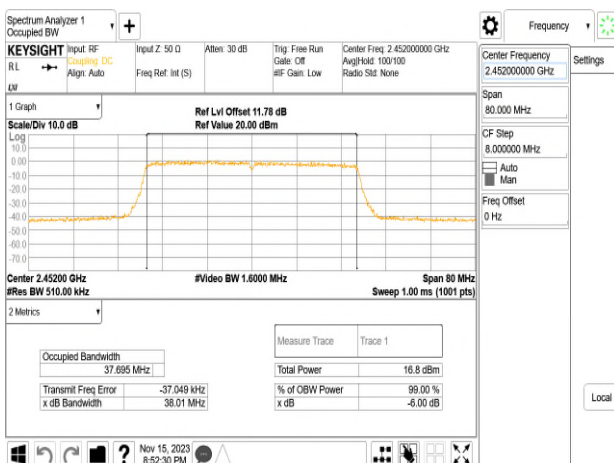 Spectrum Analyzer 1
Occupied BW
Frequency
KEYSIGHT
Input: RF
Input Z: 50 Ω
Atten: 30 dB
Trig: Free Run
Center Freq: 2.452000000 GHz
RL
Coupling: DC
Gate: Off
Avg|Hold: 100/100
Align: Auto
Freq Ref: Int (S)
#IF Gain: Low
Radio Std: None
Center Frequency
2.452000000 GHz
Settings
Span
80.000 MHz
CF Step
8.000000 MHz
Auto
Man
Freq Offset
0 Hz
Local
1 Graph
Ref Lvl Offset 11.78 dB
Scale/Div 10.0 dB
Ref Value 20.00 dBm
Log
10.0
0.00
-10.0
-20.0
-30.0
-40.0
-50.0
-60.0
-70.0
Center 2.45200 GHz
#Video BW 1.6000 MHz
Span 80 MHz
#Res BW 510.00 kHz
Sweep 1.00 ms (1001 pts)
2 Metrics
Measure Trace
Trace 1
Occupied Bandwidth
37.695 MHz
Total Power
16.8 dBm
Transmit Freq Error
-37.049 kHz
% of OBW Power
99.00 %
x dB Bandwidth
38.01 MHz
x dB
-6.00 dB
?
Nov 15, 2023
8:52:30 PM